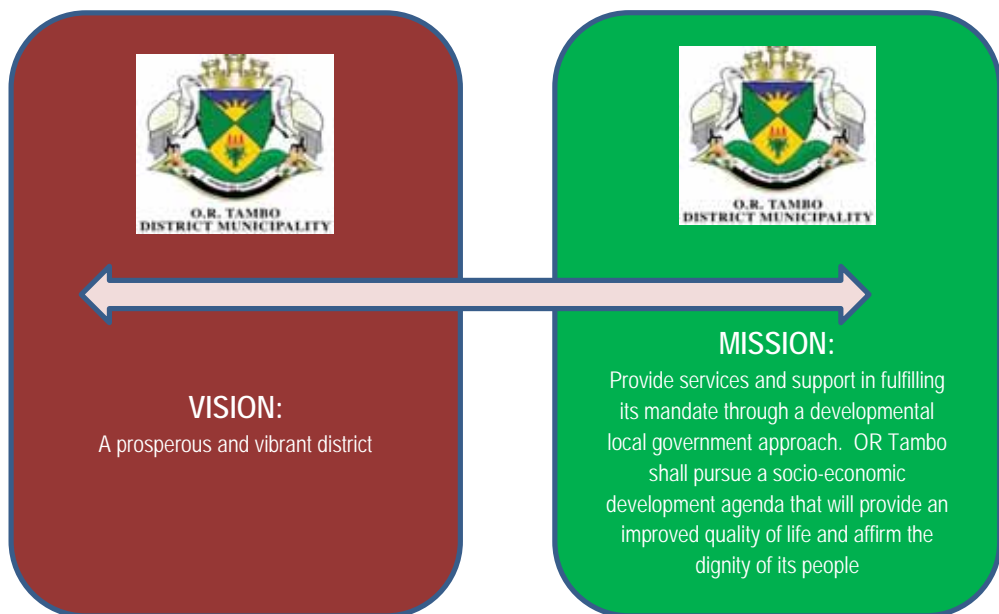 O.R. TAMBO
DISTRICT MUNICIPALITY
VISION:
A prosperous and vibrant district
O.R. TAMBO
DISTRICT MUNICIPALITY
MISSION:
Provide services and support in fulfilling
its mandate through a developmental
local government approach. OR Tambo
shall pursue a socio-economic
development agenda that will provide an
improved quality of life and affirm the
dignity of its people